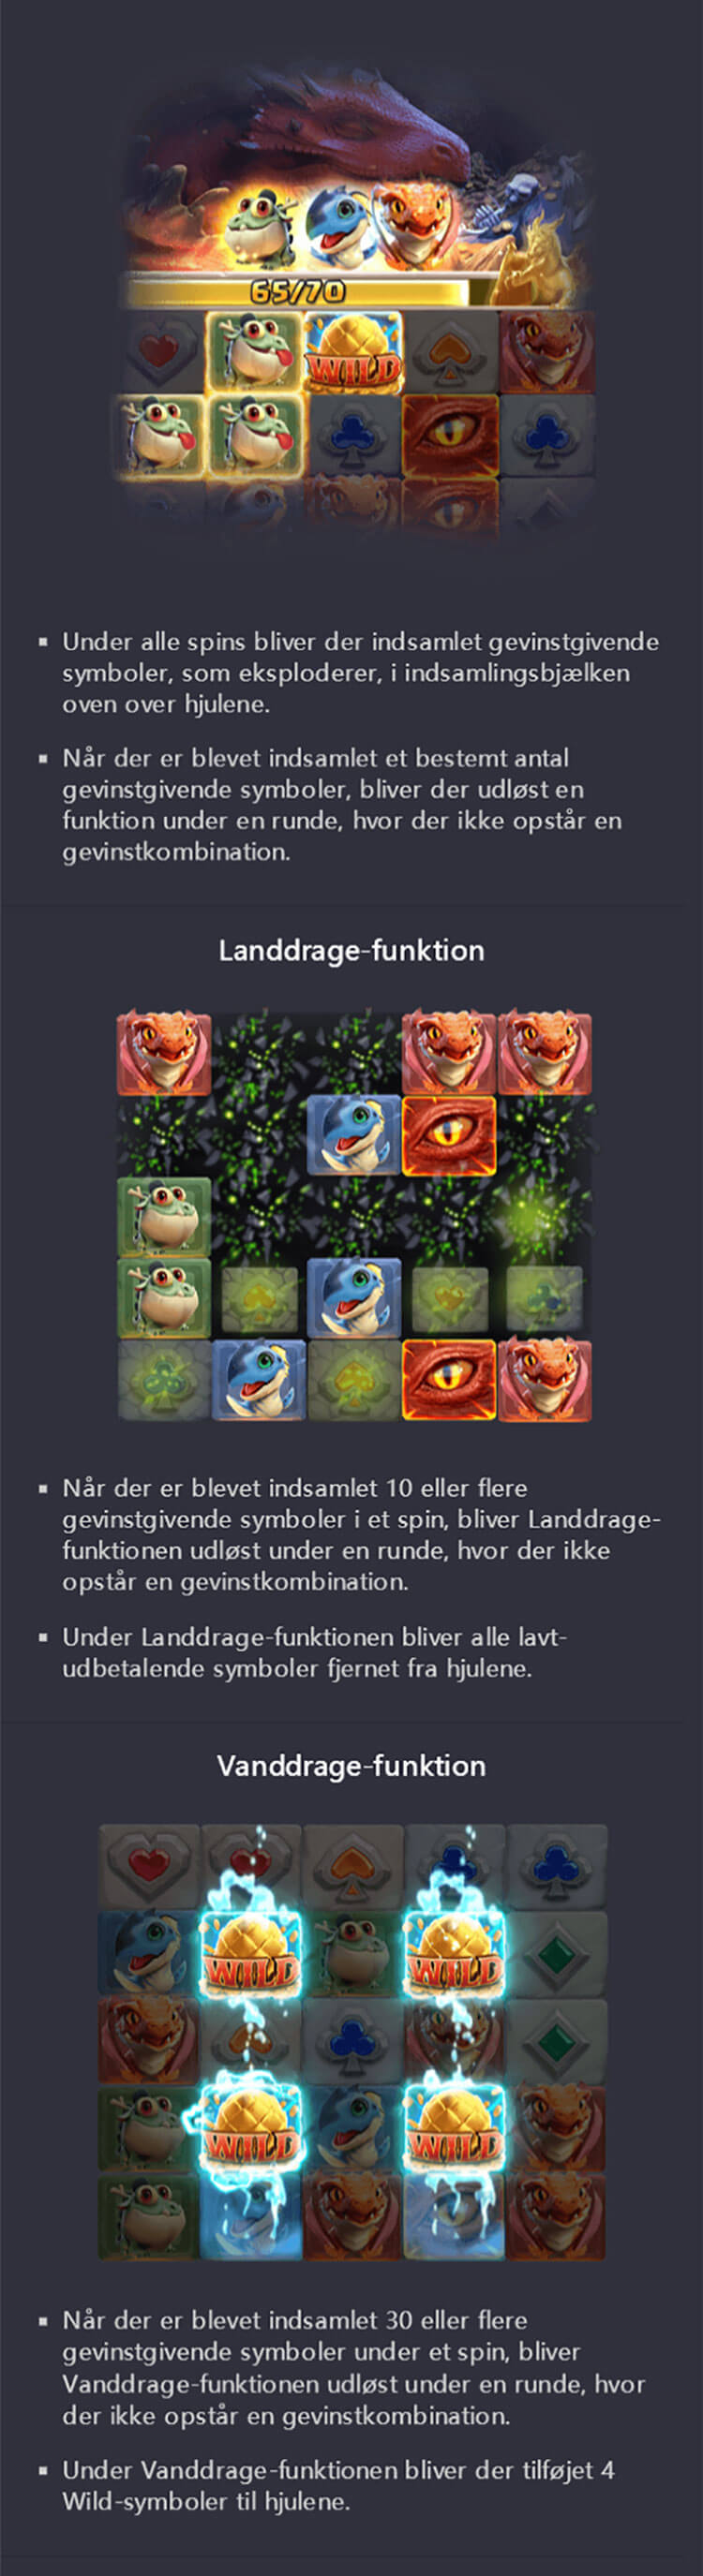 65/70
WILD
Under alle spins bliver der indsamlet gevinstgivende
symboler, som eksploderer, i indsamlingsbjælken
oven over hjulene.
Når der er blevet indsamlet et bestemt antal
gevinstgivende symboler, bliver der udløst en
funktion under en runde, hvor der ikke opstår en
gevinstkombination.
Landdrage-funktion
Når der er blevet indsamlet 10 eller flere
gevinstgivende symboler i et spin, bliver Landdrage-
funktionen udløst under en runde, hvor der ikke
opstår en gevinstkombination.
Under Landdrage-funktionen bliver alle lavt-
udbetalende symboler fjernet fra hjulene.
Vanddrage-funktion
WILD WILD
WILD WILD
Når der er blevet indsamlet 30 eller flere
gevinstgivende symboler under et spin, bliver
Vanddrage-funktionen udløst under en runde, hvor
der ikke opstår en gevinstkombination.
Under Vanddrage-funktionen bliver der tilføjet 4
Wild-symboler til hjulene.